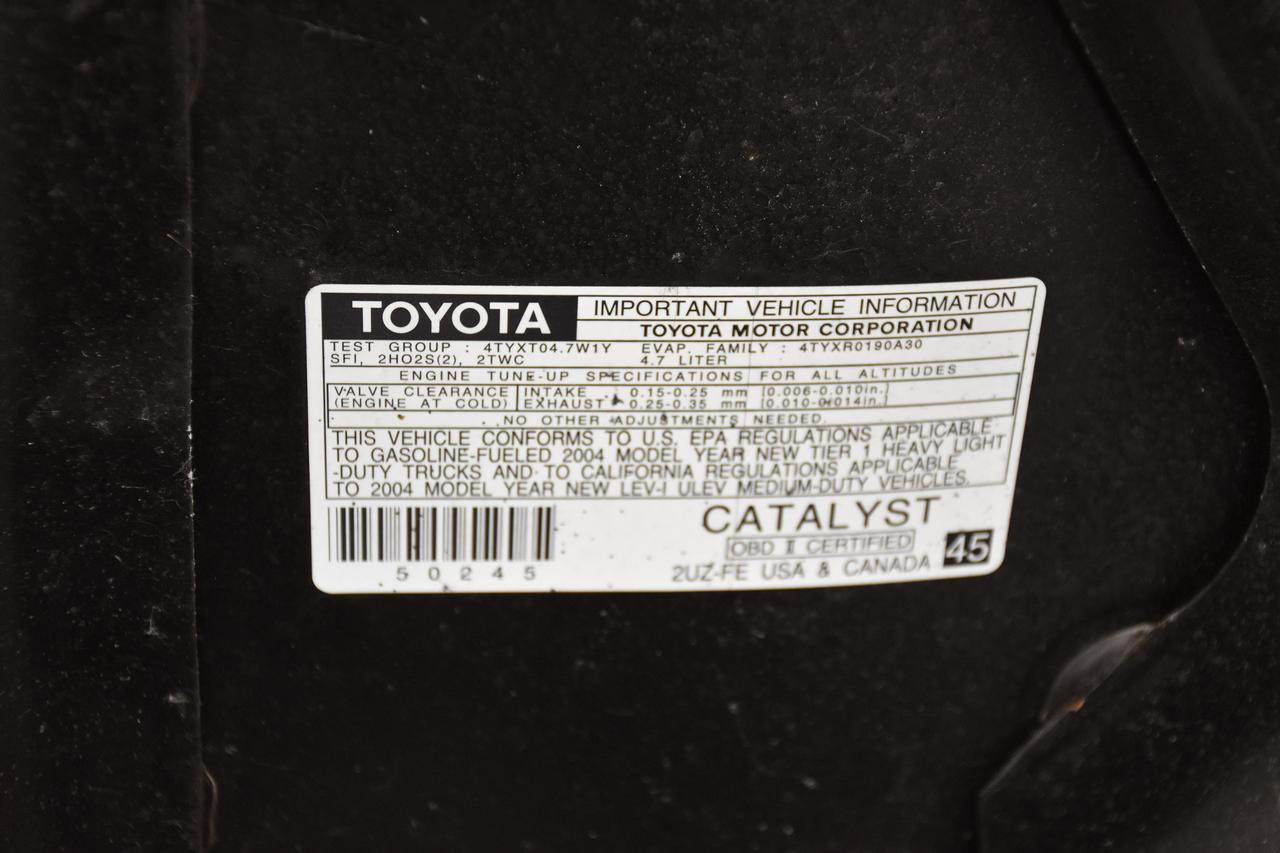 TOYOTA IMPORTANT VEHICLE INFORMATION
TOYOTA MOTOR CORPORATION
TEST GROUP : 4TYXT04.7W1Y EVAP. FAMILY : 4TYXR0190A30
SFI, 2HO2S(2), 2TWC 4.7 LITER
ENGINE TUNE-UP SPECIFICATIONS FOR ALL ALTITUDES
VALVE CLEARANCE INTAKE 0.15-0.25 mm [0.006-0.010in.]
(ENGINE AT COLD) EXHAUST 0.25-0.35 mm [0.010-0.014in.]
NO OTHER ADJUSTMENTS NEEDED.
THIS VEHICLE CONFORMS TO U.S. EPA REGULATIONS APPLICABLE
TO GASOLINE-FUELED 2004 MODEL YEAR NEW TIER 1 HEAVY LIGHT
-DUTY TRUCKS AND TO CALIFORNIA REGULATIONS APPLICABLE
TO 2004 MODEL YEAR NEW LEV-I ULEV MEDIUM-DUTY VEHICLES.
CATALYST
OBD II CERTIFIED 45
50245 2UZ-FE USA & CANADA